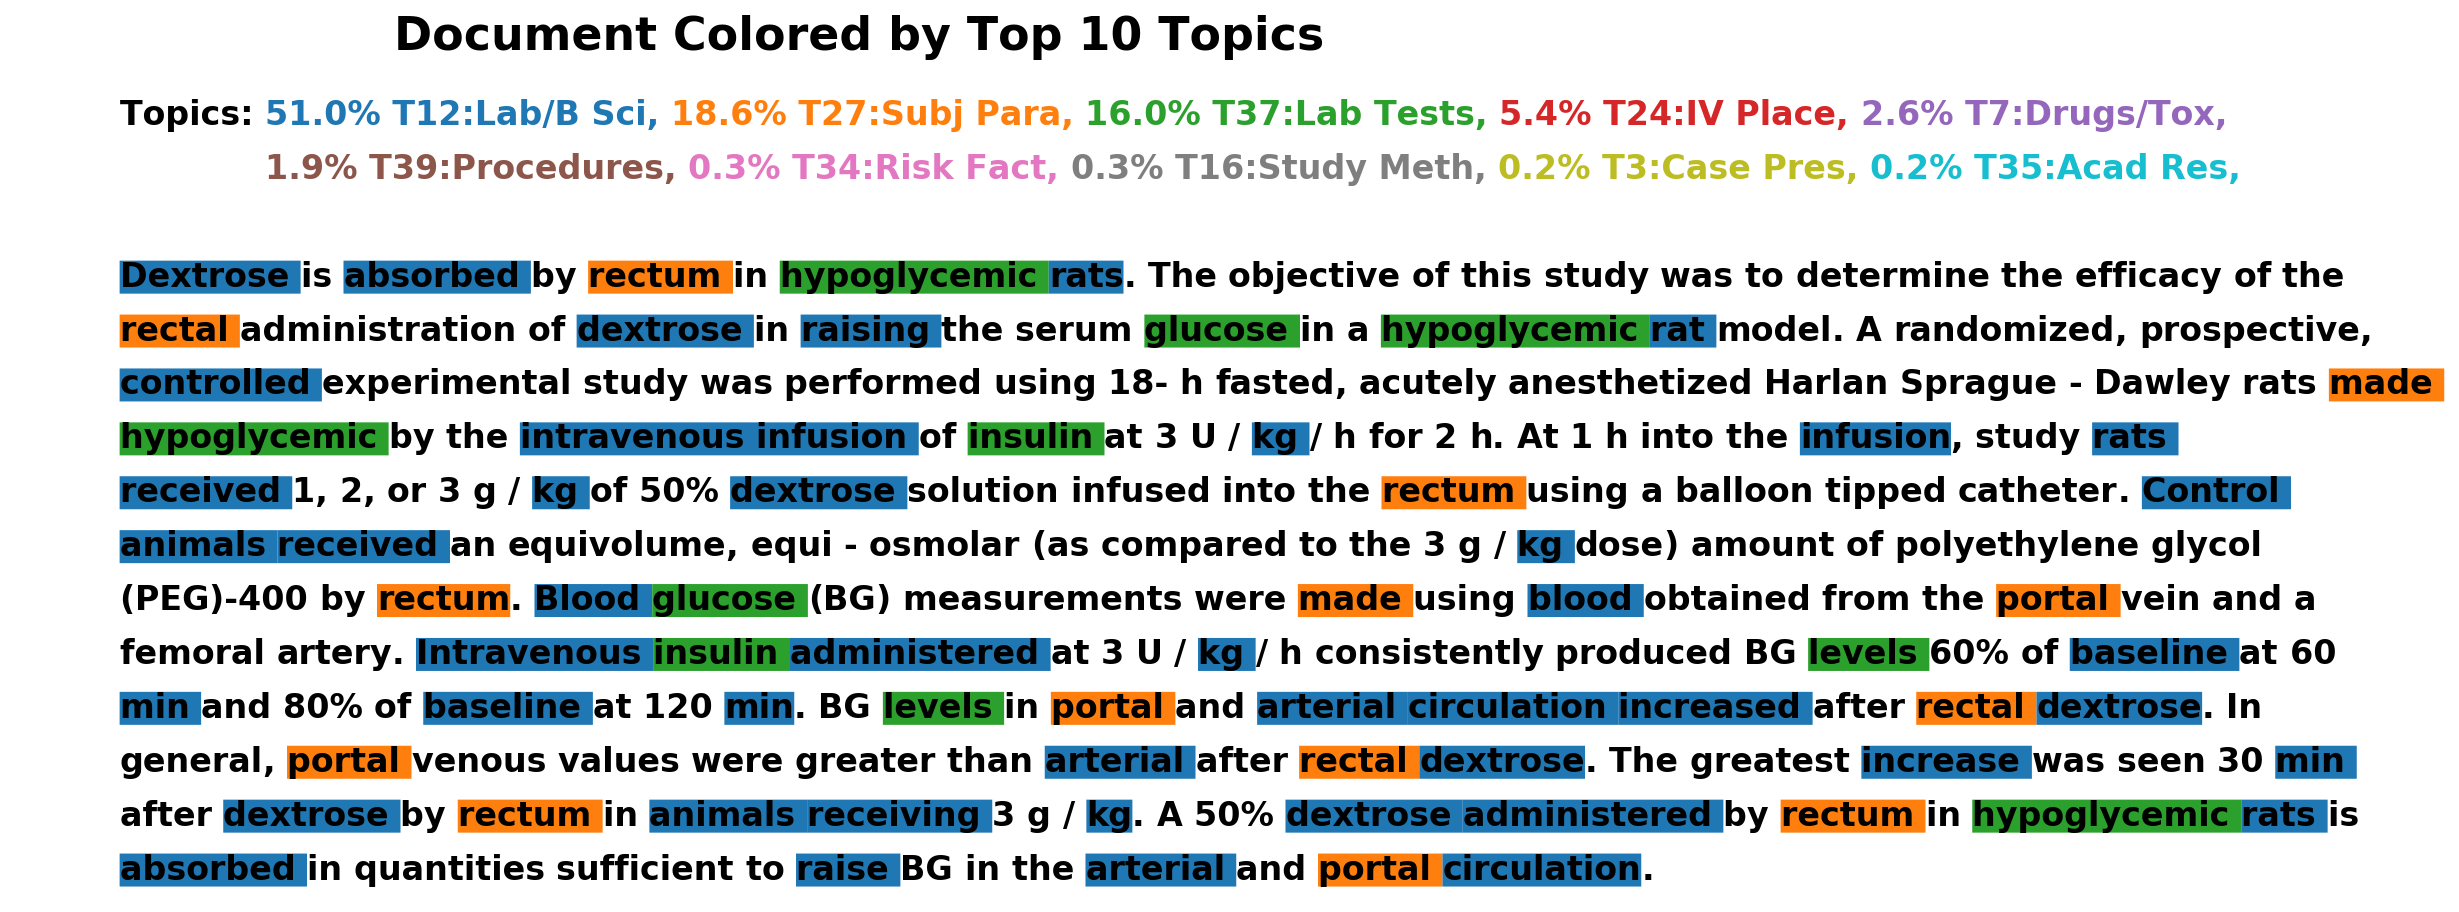 Document Colored by Top 10 Topics
Topics: 51.0% T12:Lab/B Sci, 18.6% T27:Subj Para, 16.0% T37:Lab Tests, 5.4% T24:IV Place, 2.6% T7:Drugs/Tox,
1.9% T39:Procedures, 0.3% T34:Risk Fact, 0.3% T16:Study Meth, 0.2% T3:Case Pres, 0.2% T35:Acad Res,
Dextrose is absorbed by rectum in hypoglycemic rats. The objective of this study was to determine the efficacy of the
rectal administration of dextrose in raising the serum glucose in a hypoglycemic rat model. A randomized, prospective,
controlled experimental study was performed using 18- h fasted, acutely anesthetized Harlan Sprague - Dawley rats made
hypoglycemic by the intravenous infusion of insulin at 3 U / kg / h for 2 h. At 1 h into the infusion, study rats
received 1, 2, or 3 g / kg of 50% dextrose solution infused into the rectum using a balloon tipped catheter. Control
animals received an equivolume, equi - osmolar (as compared to the 3 g / kg dose) amount of polyethylene glycol
(PEG)-400 by rectum. Blood glucose (BG) measurements were made using blood obtained from the portal vein and a
femoral artery. Intravenous insulin administered at 3 U / kg / h consistently produced BG levels 60% of baseline at 60
min and 80% of baseline at 120 min. BG levels in portal and arterial circulation increased after rectal dextrose. In
general, portal venous values were greater than arterial after rectal dextrose. The greatest increase was seen 30 min
after dextrose by rectum in animals receiving 3 g / kg. A 50% dextrose administered by rectum in hypoglycemic rats is
absorbed in quantities sufficient to raise BG in the arterial and portal circulation.